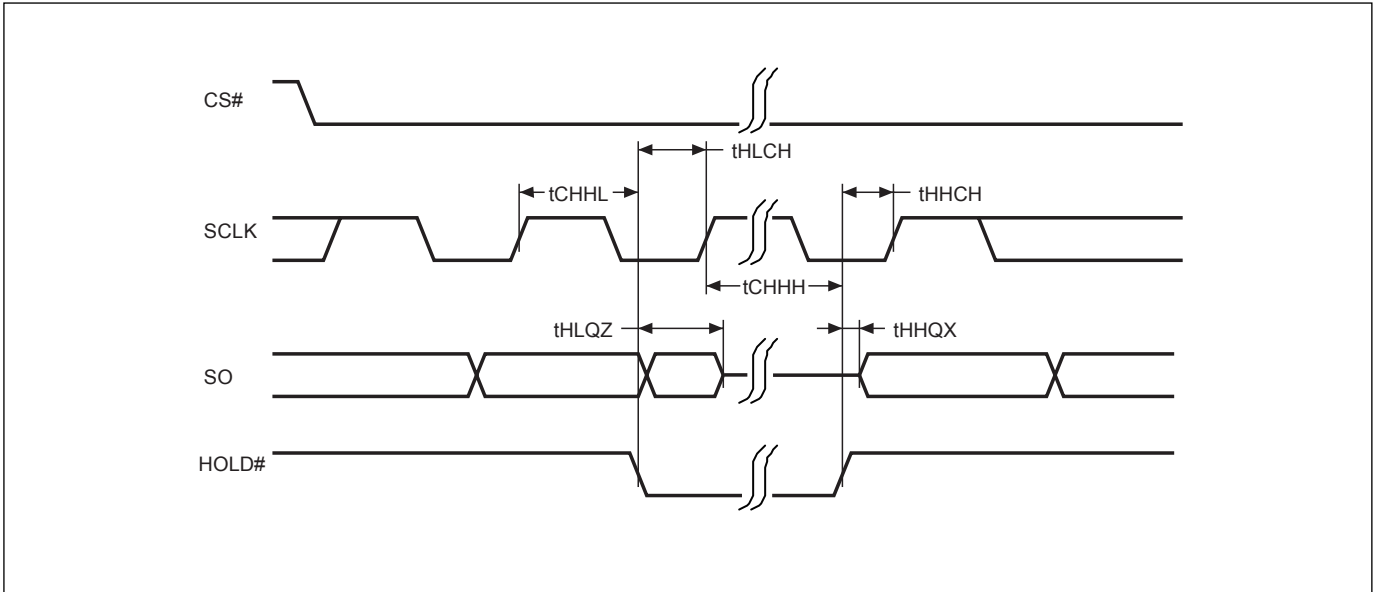 CS#
tHLCH
tCHHL
tHHCH
SCLK
tCHHH
tHLQZ
tHHQX
SO
HOLD#